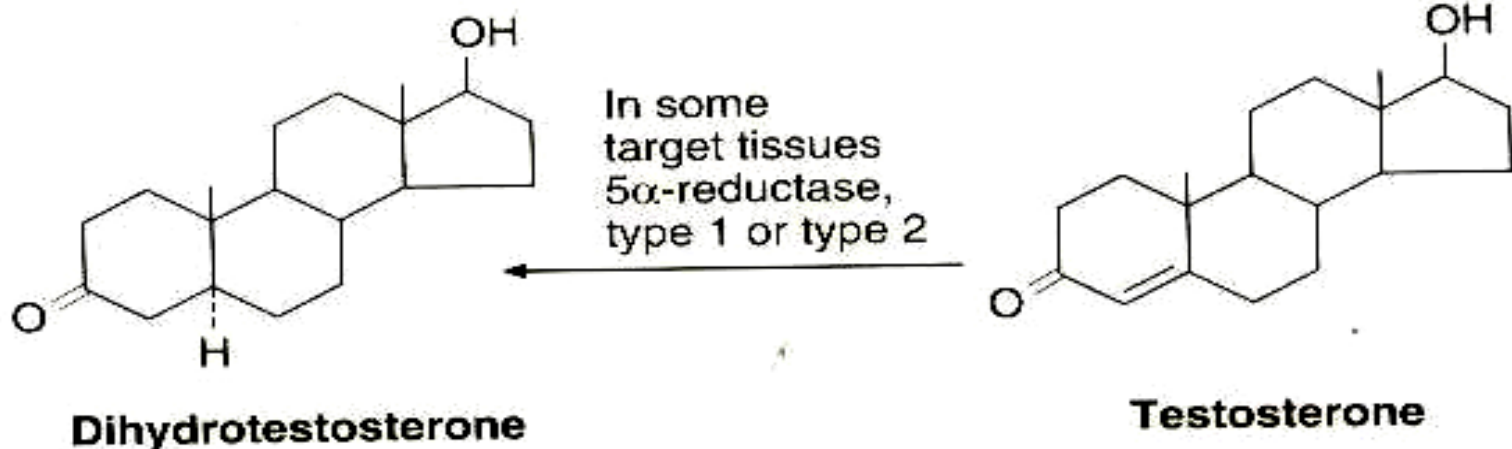 OH
OH
In some
target tissues
5α-reductase,
type 1 or type 2
O
H
O
Dihydrotestosterone
Testosterone